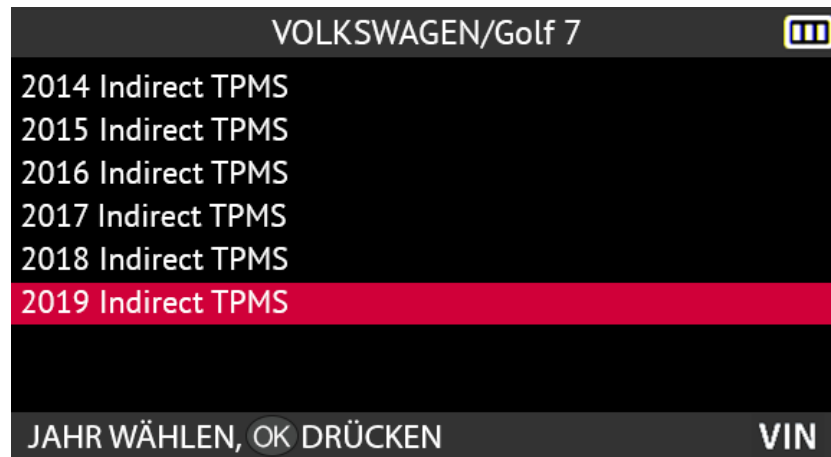 VOLKSWAGEN/Golf 7
2014 Indirect TPMS
2015 Indirect TPMS
2016 Indirect TPMS
2017 Indirect TPMS
2018 Indirect TPMS
2019 Indirect TPMS
JAHR WÄHLEN, OK DRÜCKEN VIN